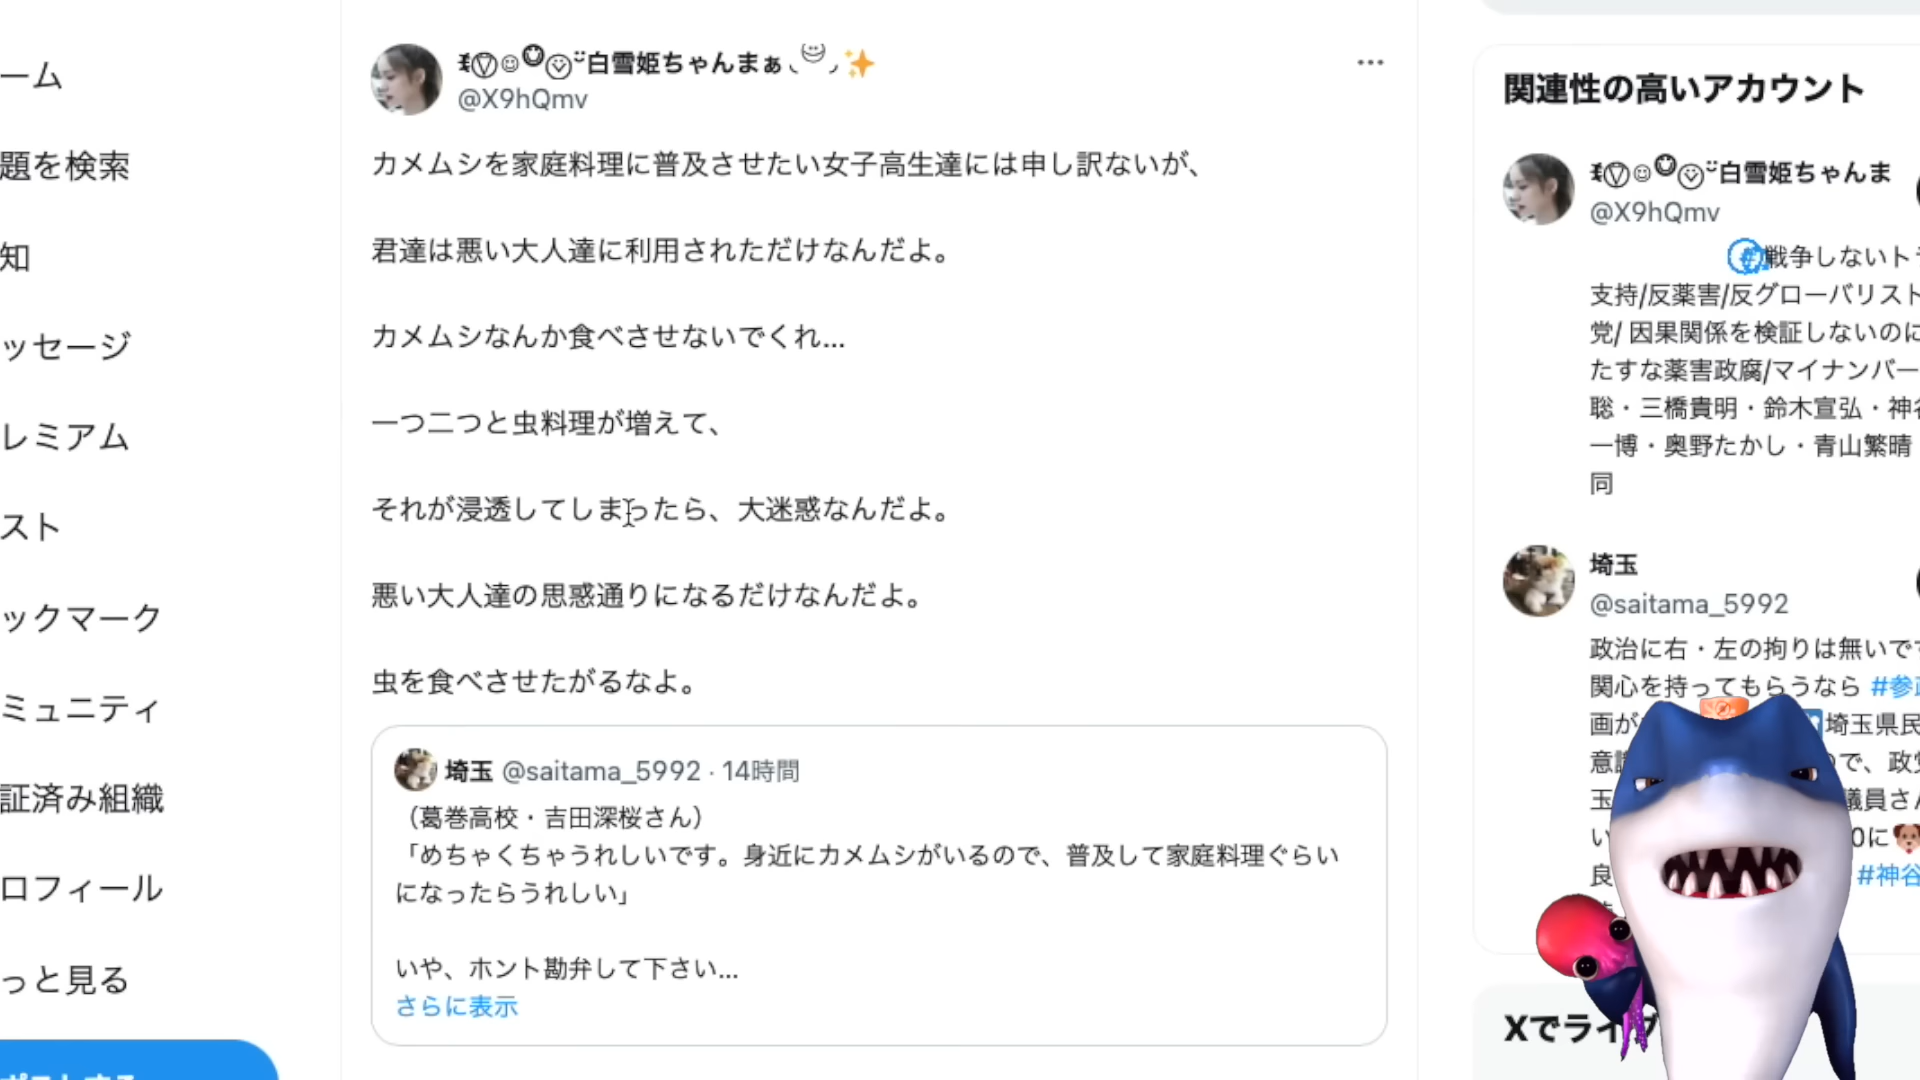 ーム
題を検索
知
ッセージ
レミアム
スト
ックマーク
ミュニティ
証済み組織
ロフィール
っと見る
白雪姫ちゃんまぁ
@X9hQmv
カメムシを家庭料理に普及させたい女子高生達には申し訳ないが、
君達は悪い大人達に利用されただけなんだよ。
カメムシなんか食べさせないでくれ...
一つ二つと虫料理が増えて、
それが浸透してしまったら、大迷惑なんだよ。
悪い大人達の思惑通りになるだけなんだよ。
虫を食べさせたがるなよ。
埼玉 @saitama_5992 · 14時間
（葛巻高校・吉田深桜さん）
「めちゃくちゃうれしいです。身近にカメムシがいるので、普及して家庭料理ぐらい
になったらうれしい」
いや、ホント勘弁して下さい...
さらに表示
関連性の高いアカウント
白雪姫ちゃんま
@X9hQmv
戦争しないト
支持/反薬害/反グローバリスト
党/ 因果関係を検証しないのに
たすな薬害政腐/マイナンバー
聡・三橋貴明・鈴木宣弘・神谷
一博・奥野たかし・青山繁晴
同
埼玉
@saitama_5992
政治に右・左の拘りは無いです
関心を持ってもらうなら #参政
画が 埼玉県民
意識 ので、政党
玉 議員さん
い 0に
良 #神谷
Xでライブ